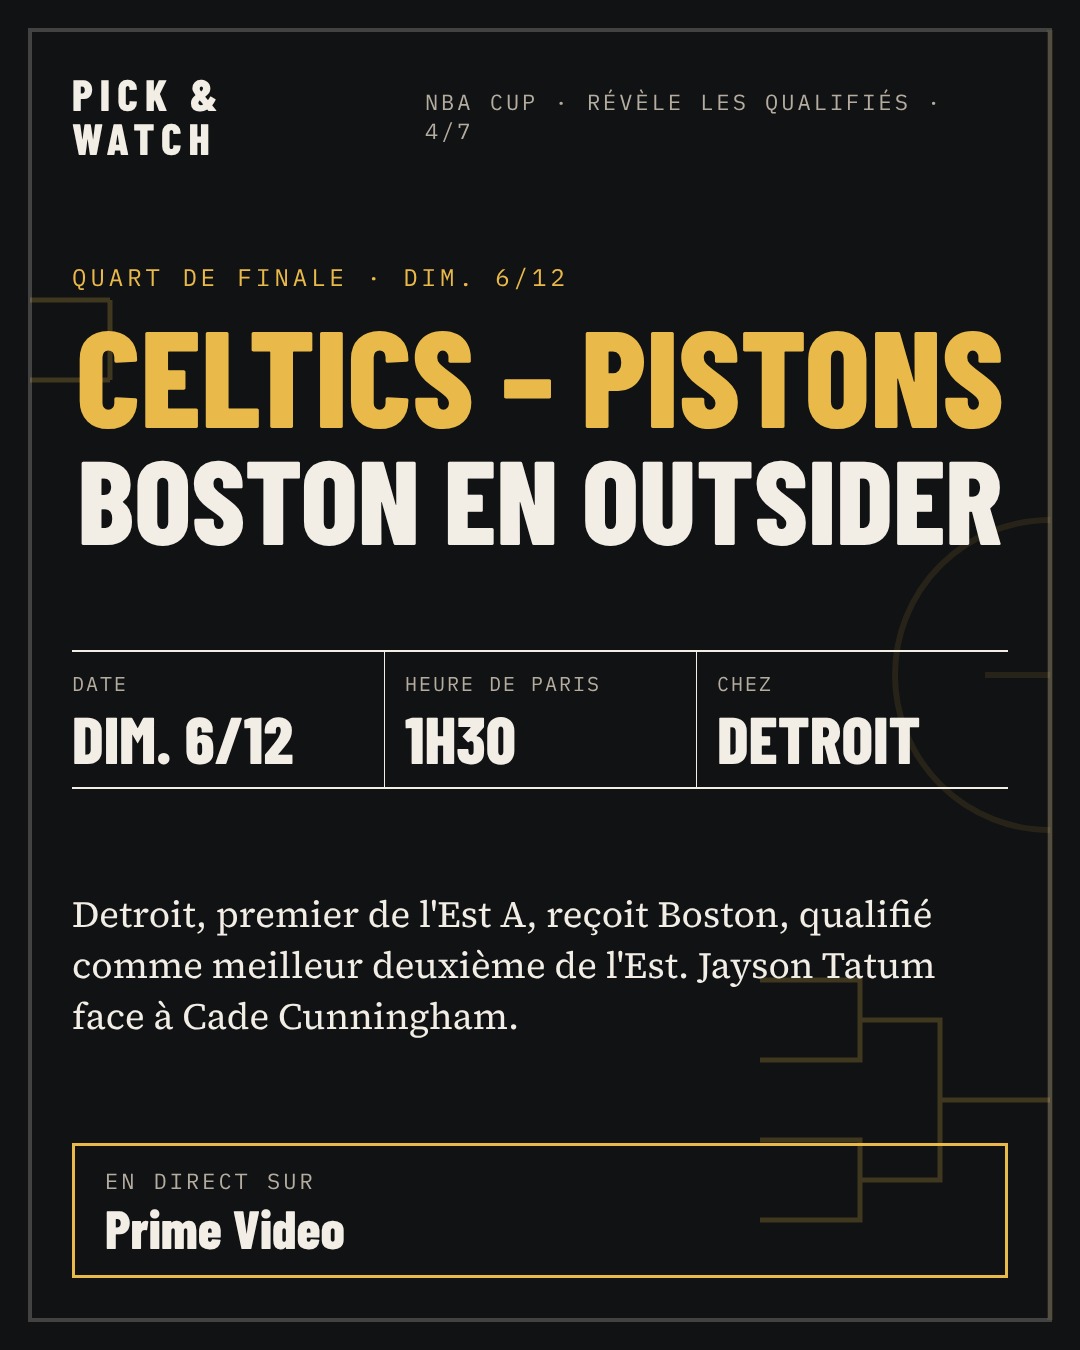 PICK &
WATCH
NBA CUP · RÉVÈLE LES QUALIFIÉS ·
4/7
QUART DE FINALE · DIM. 6/12
CELTICS – PISTONS
BOSTON EN OUTSIDER
DATE
DIM. 6/12
HEURE DE PARIS
1H30
CHEZ
DETROIT
Detroit, premier de l'Est A, reçoit Boston, qualifié
comme meilleur deuxième de l'Est. Jayson Tatum
face à Cade Cunningham.
EN DIRECT SUR
Prime Video